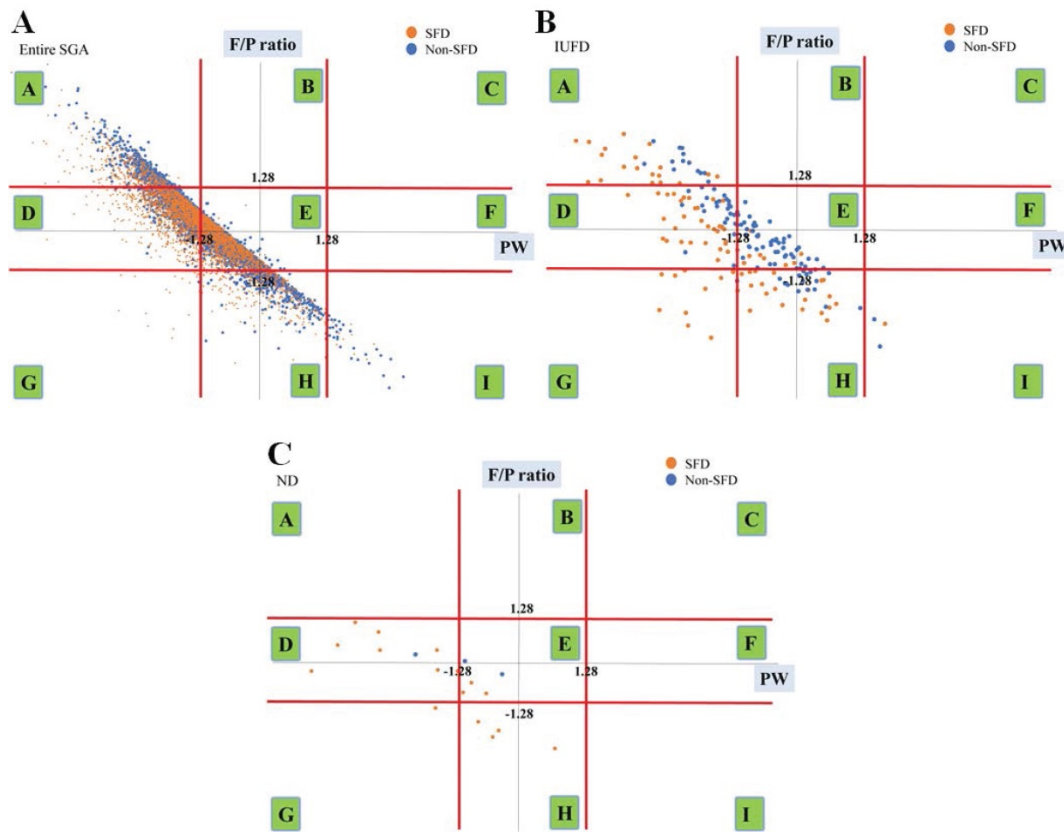 A
Entire SGA
F/P ratio
SFD
Non-SFD
A
B
C
1.28
D
E
F
-1.28
1.28
PW
-1.28
G
H
I
B
IUFD
F/P ratio
SFD
Non-SFD
A
B
C
1.28
D
E
F
-1.28
1.28
PW
-1.28
G
H
I
C
ND
F/P ratio
SFD
Non-SFD
A
B
C
1.28
D
E
F
-1.28
1.28
PW
-1.28
G
H
I